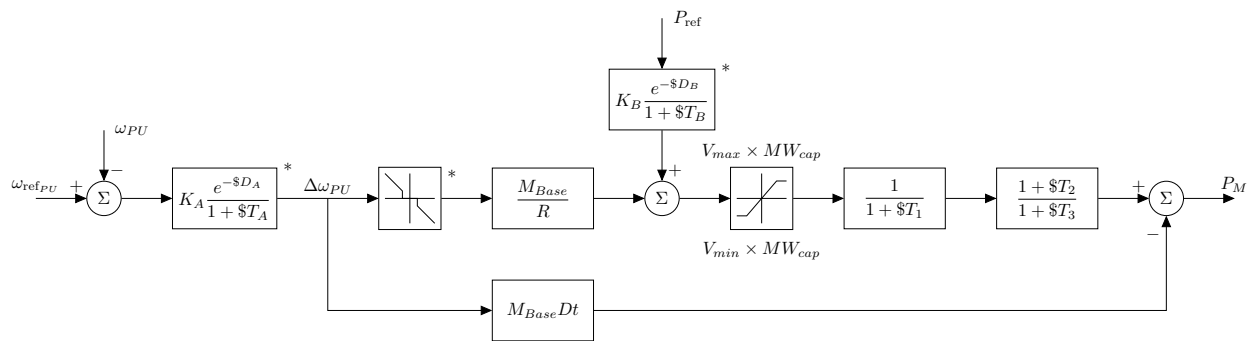 P_ref
K_B e^{-$D_B} / 1 + $T_B *
+
ω_PU
−
ω_ref_PU + Σ
K_A e^{-$D_A} / 1 + $T_A *
Δω_PU
*
M_Base / R
Σ
V_max × MW_cap
V_min × MW_cap
1 / 1 + $T_1
1 + $T_2 / 1 + $T_3
+ Σ
−
P_M
M_Base Dt